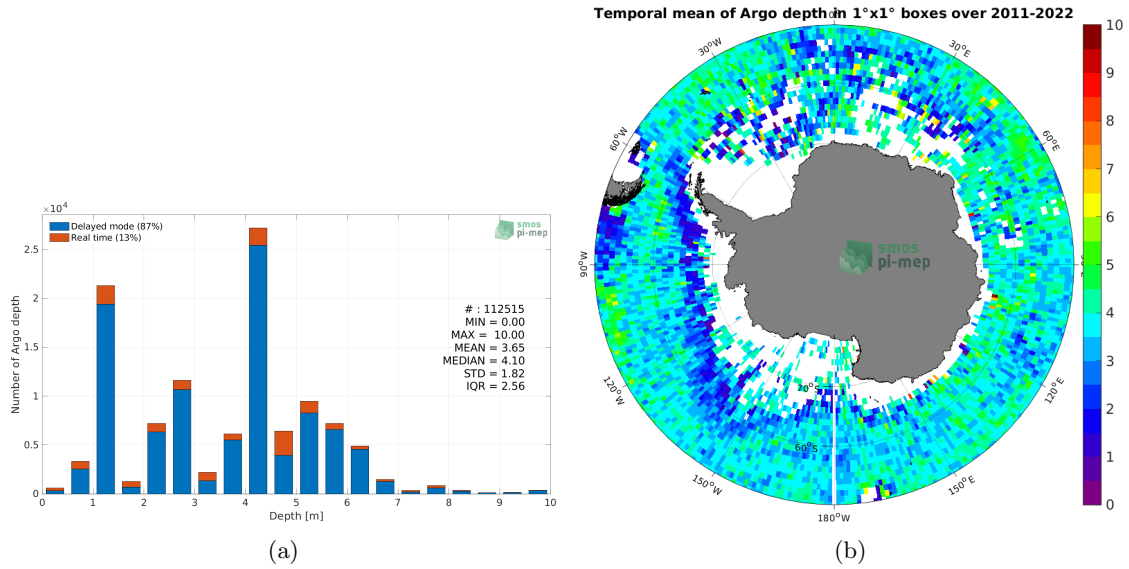 ×10⁴
Delayed mode (87%)
Real time (13%)
smos
pi-mep
# : 112515
MIN = 0.00
MAX = 10.00
MEAN = 3.65
MEDIAN = 4.10
STD = 1.82
IQR = 2.56
Number of Argo depth
2.5
2
1.5
1
0.5
0
0 1 2 3 4 5 6 7 8 9 10
Depth [m]
(a)
Temporal mean of Argo depth in 1°x1° boxes over 2011-2022
30°W
30°E
60°W
60°E
90°W
smos
pi-mep
120°W
120°E
70°S
60°S
150°W
150°E
180°W
10
9
8
7
6
5
4
3
2
1
0
(b)